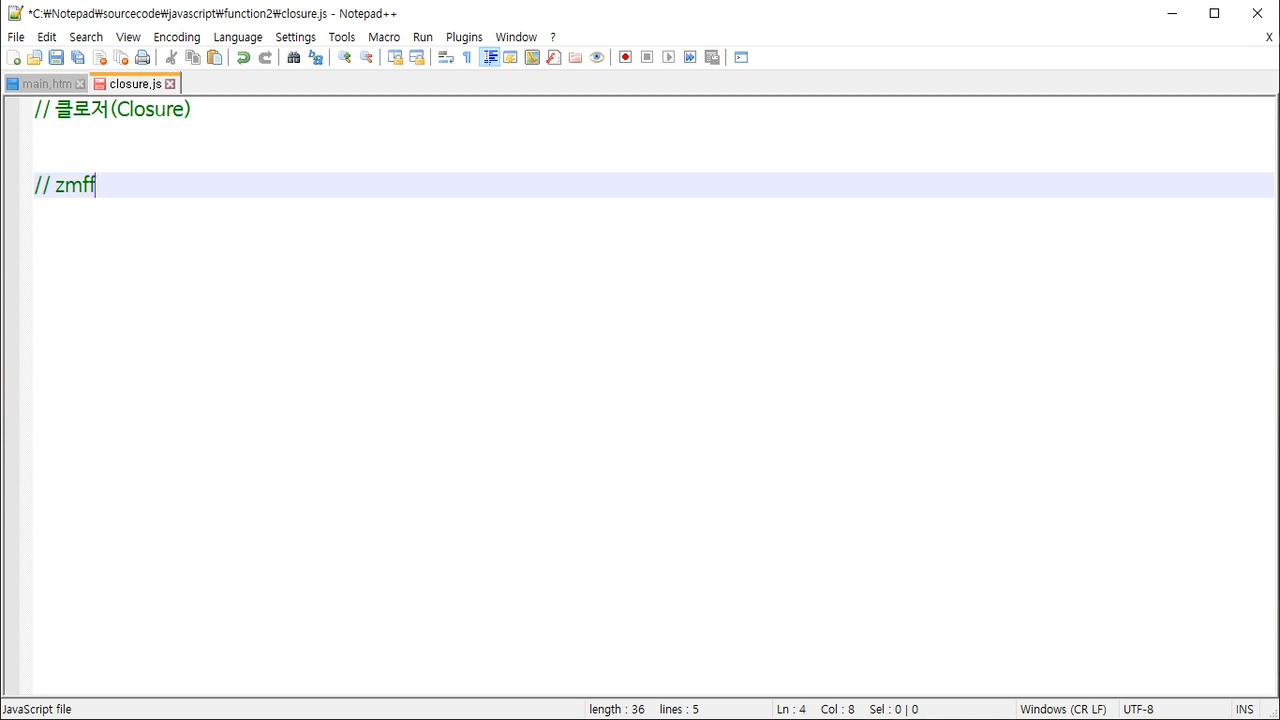 *C:₩Notepad₩sourcecode₩javascript₩function2₩closure.js - Notepad++
File Edit Search View Encoding Language Settings Tools Macro Run Plugins Window ? X
main.htm closure.js
// 클로저(Closure)
// zmff
JavaScript file length : 36 lines : 5 Ln : 4 Col : 8 Sel : 0 | 0 Windows (CR LF) UTF-8 INS